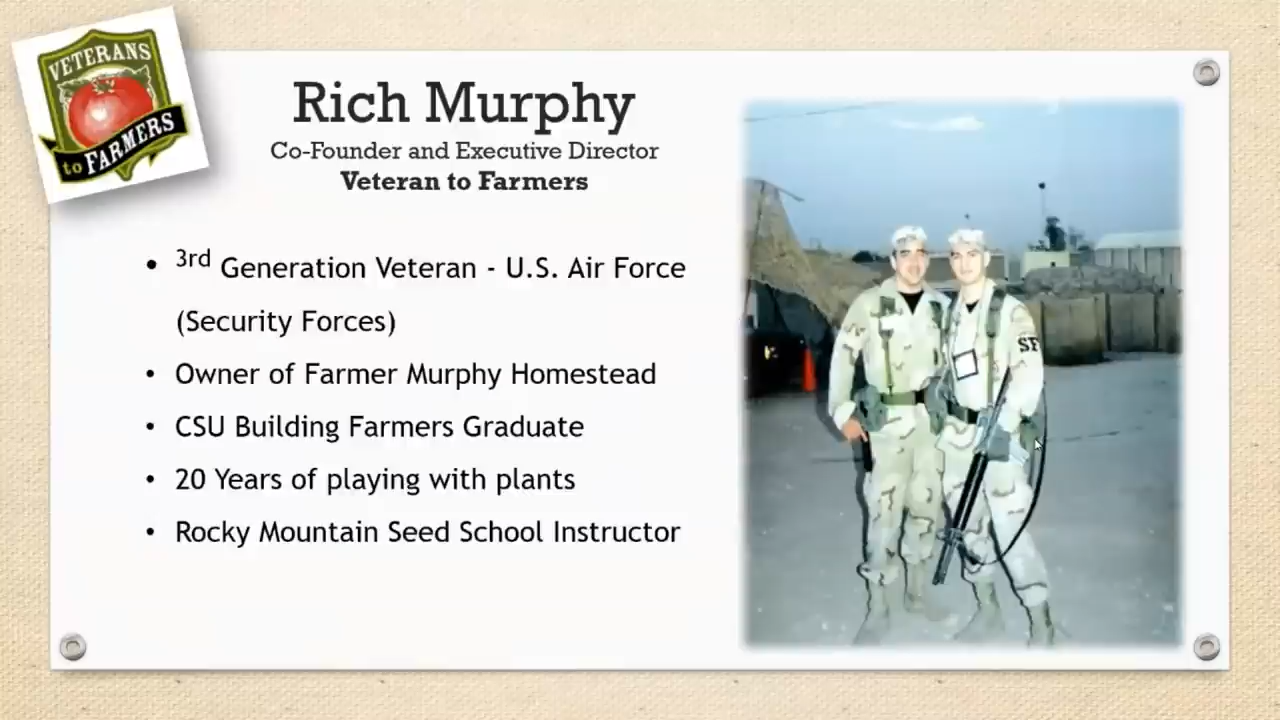 VETERANS
to FARMERS
Rich Murphy
Co-Founder and Executive Director
Veteran to Farmers
• 3rd Generation Veteran - U.S. Air Force
(Security Forces)
• Owner of Farmer Murphy Homestead
• CSU Building Farmers Graduate
• 20 Years of playing with plants
• Rocky Mountain Seed School Instructor
SF